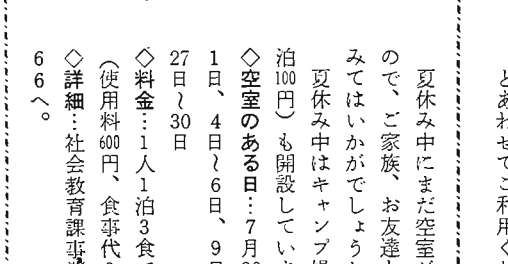 とあわせてご利用く
夏休み中にまだ空室
ので、ご家族、お友達
みてはいかがでしょう
夏休み中はキャンプ
泊100円）も開設してい
◇空室のある日…7月
1日、4日〜6日、9
27日〜30日
◇料金…1人1泊3食
（使用料600円、食事代
◇詳細…社会教育課事
66へ。